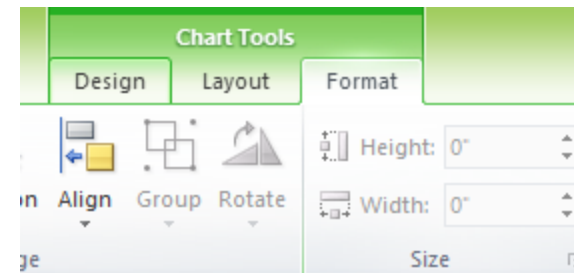 Chart Tools
Design Layout Format
Height: 0"
Align Group Rotate
Width: 0"
Size